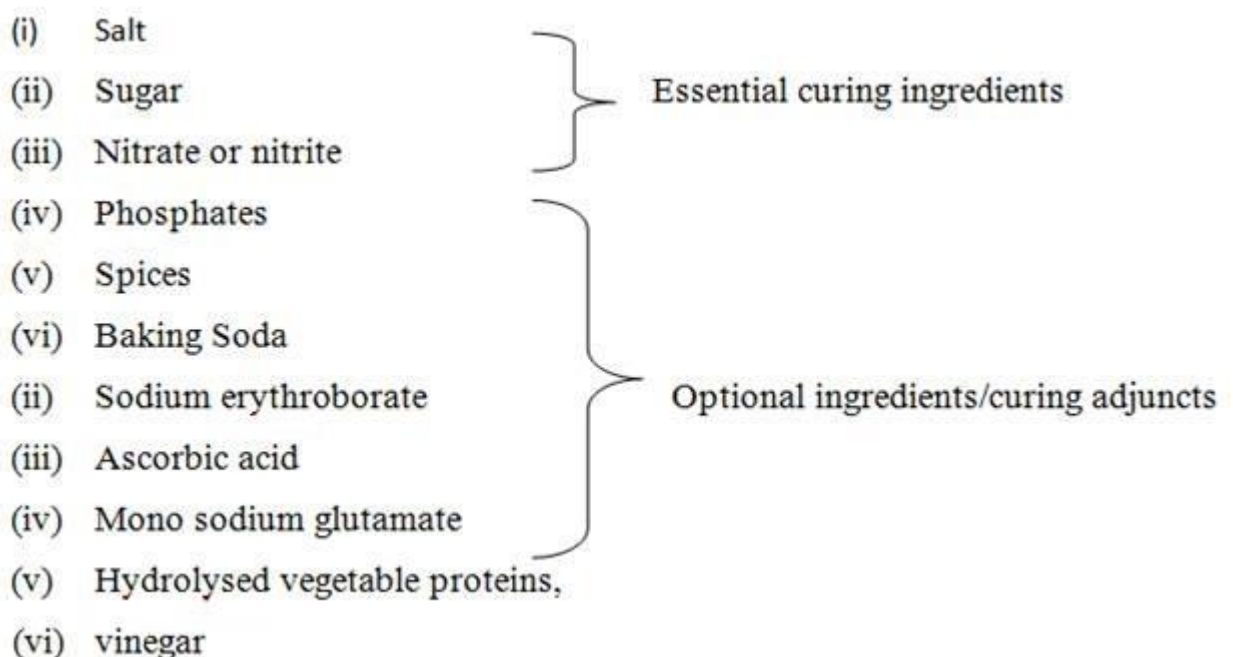 (i) Salt
(ii) Sugar Essential curing ingredients
(iii) Nitrate or nitrite
(iv) Phosphates
(v) Spices
(vi) Baking Soda
(ii) Sodium erythroborate Optional ingredients/curing adjuncts
(iii) Ascorbic acid
(iv) Mono sodium glutamate
(v) Hydrolysed vegetable proteins,
(vi) vinegar